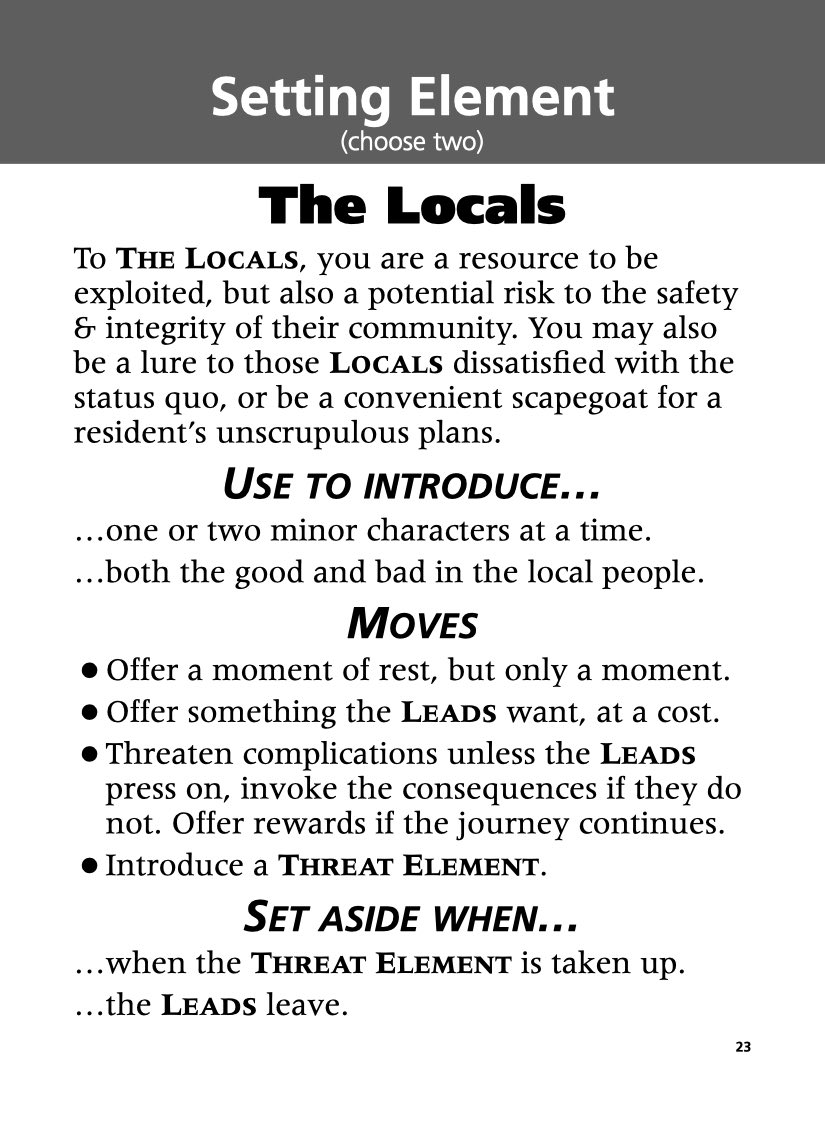 Setting Element
(choose two)
The Locals
To THE LOCALS, you are a resource to be
exploited, but also a potential risk to the safety
& integrity of their community. You may also
be a lure to those LOCALS dissatisfied with the
status quo, or be a convenient scapegoat for a
resident’s unscrupulous plans.
USE TO INTRODUCE…
…one or two minor characters at a time.
…both the good and bad in the local people.
MOVES
● Offer a moment of rest, but only a moment.
● Offer something the LEADS want, at a cost.
● Threaten complications unless the LEADS
press on, invoke the consequences if they do
not. Offer rewards if the journey continues.
● Introduce a THREAT ELEMENT.
SET ASIDE WHEN…
…when the THREAT ELEMENT is taken up.
…the LEADS leave.
23